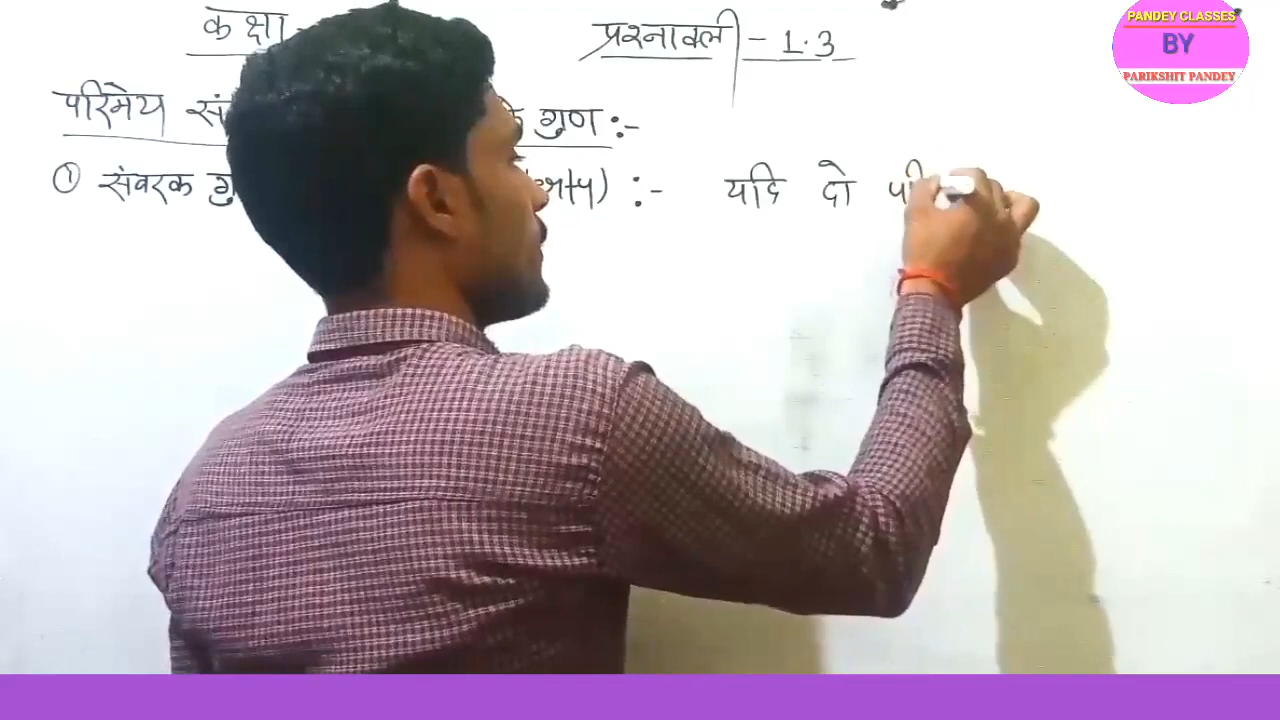 कक्षा -
प्रश्नावली - 1.3
PANDEY CLASSES
BY
PARIKSHIT PANDEY
परिमेय गुण :-
① संवरक :- यदि दो